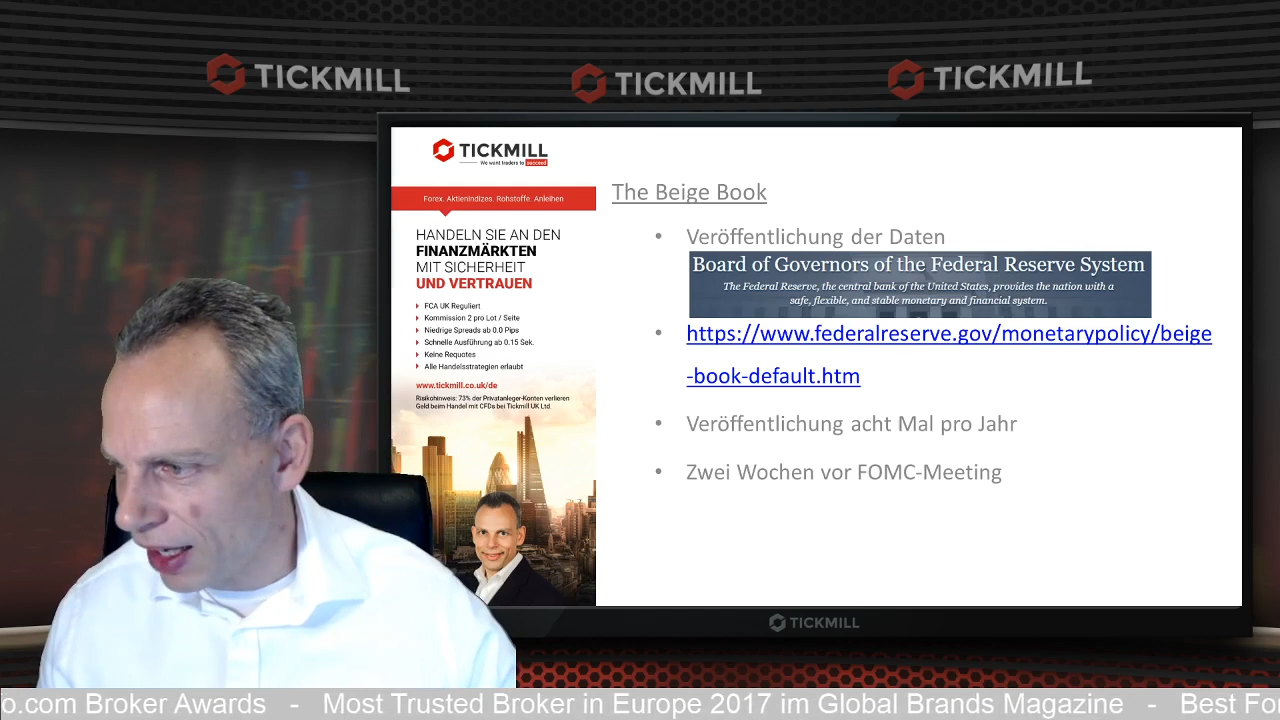 TICKMILL
TICKMILL
TICKMILL
TICKMILL
We want traders to succeed
Forex. Aktienindizes. Rohstoffe. Anleihen
HANDELN SIE AN DEN
FINANZMÄRKTEN
MIT SICHERHEIT
UND VERTRAUEN
FCA UK Reguliert
Kommission 2 pro Lot / Seite
Niedrige Spreads ab 0.0 Pips
Schnelle Ausführung ab 0.15 Sek.
Keine Requotes
Alle Handelsstrategien erlaubt
www.tickmill.co.uk/de
Risikohinweis: 73% der Privatanleger-Konten verlieren
Geld beim Handel mit CFDs bei Tickmill UK Ltd.
The Beige Book
• Veröffentlichung der Daten
Board of Governors of the Federal Reserve System
The Federal Reserve, the central bank of the United States, provides the nation with a
safe, flexible, and stable monetary and financial system.
• https://www.federalreserve.gov/monetarypolicy/beige
-book-default.htm
• Veröffentlichung acht Mal pro Jahr
• Zwei Wochen vor FOMC-Meeting
TICKMILL
o.com Broker Awards - Most Trusted Broker in Europe 2017 im Global Brands Magazine - Best Fo